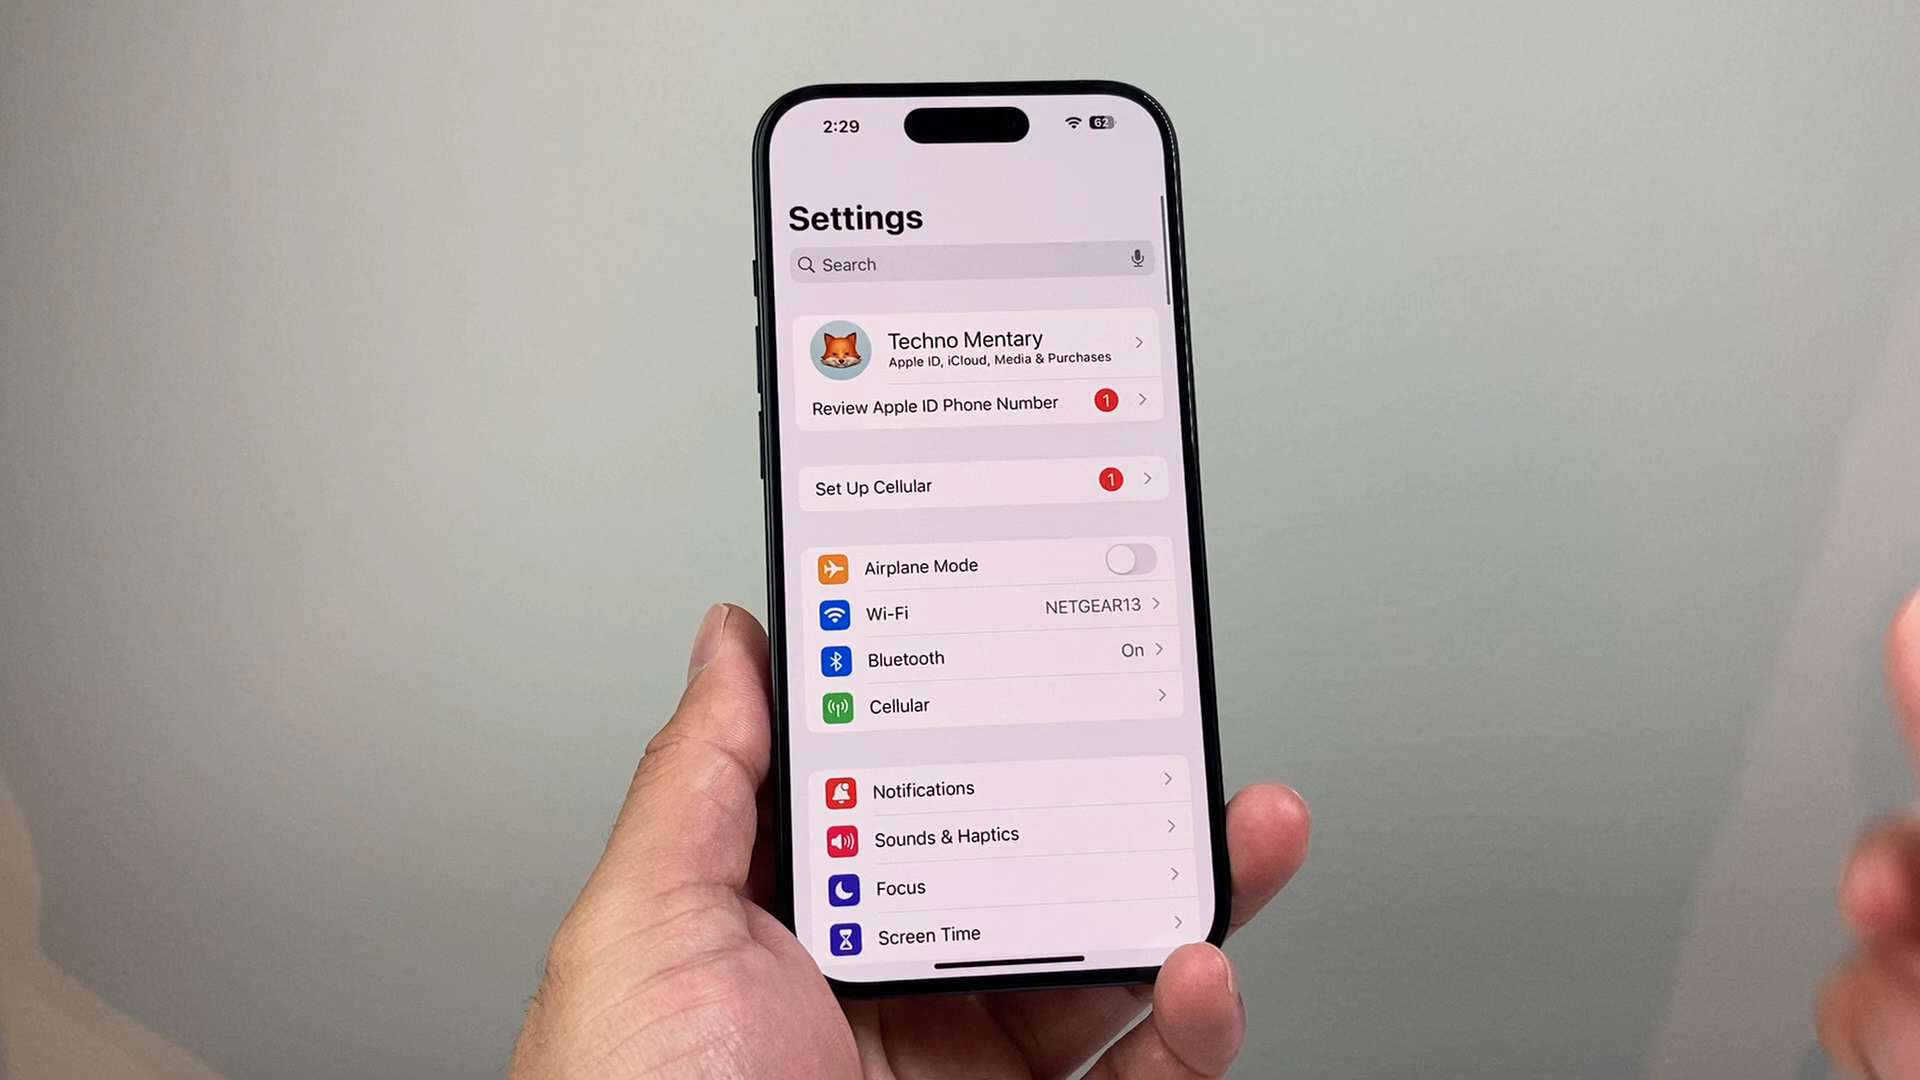 2:29
62
Settings
Search
Techno Mentary
Apple ID, iCloud, Media & Purchases
Review Apple ID Phone Number 1
Set Up Cellular 1
Airplane Mode
Wi-Fi NETGEAR13
Bluetooth On
Cellular
Notifications
Sounds & Haptics
Focus
Screen Time